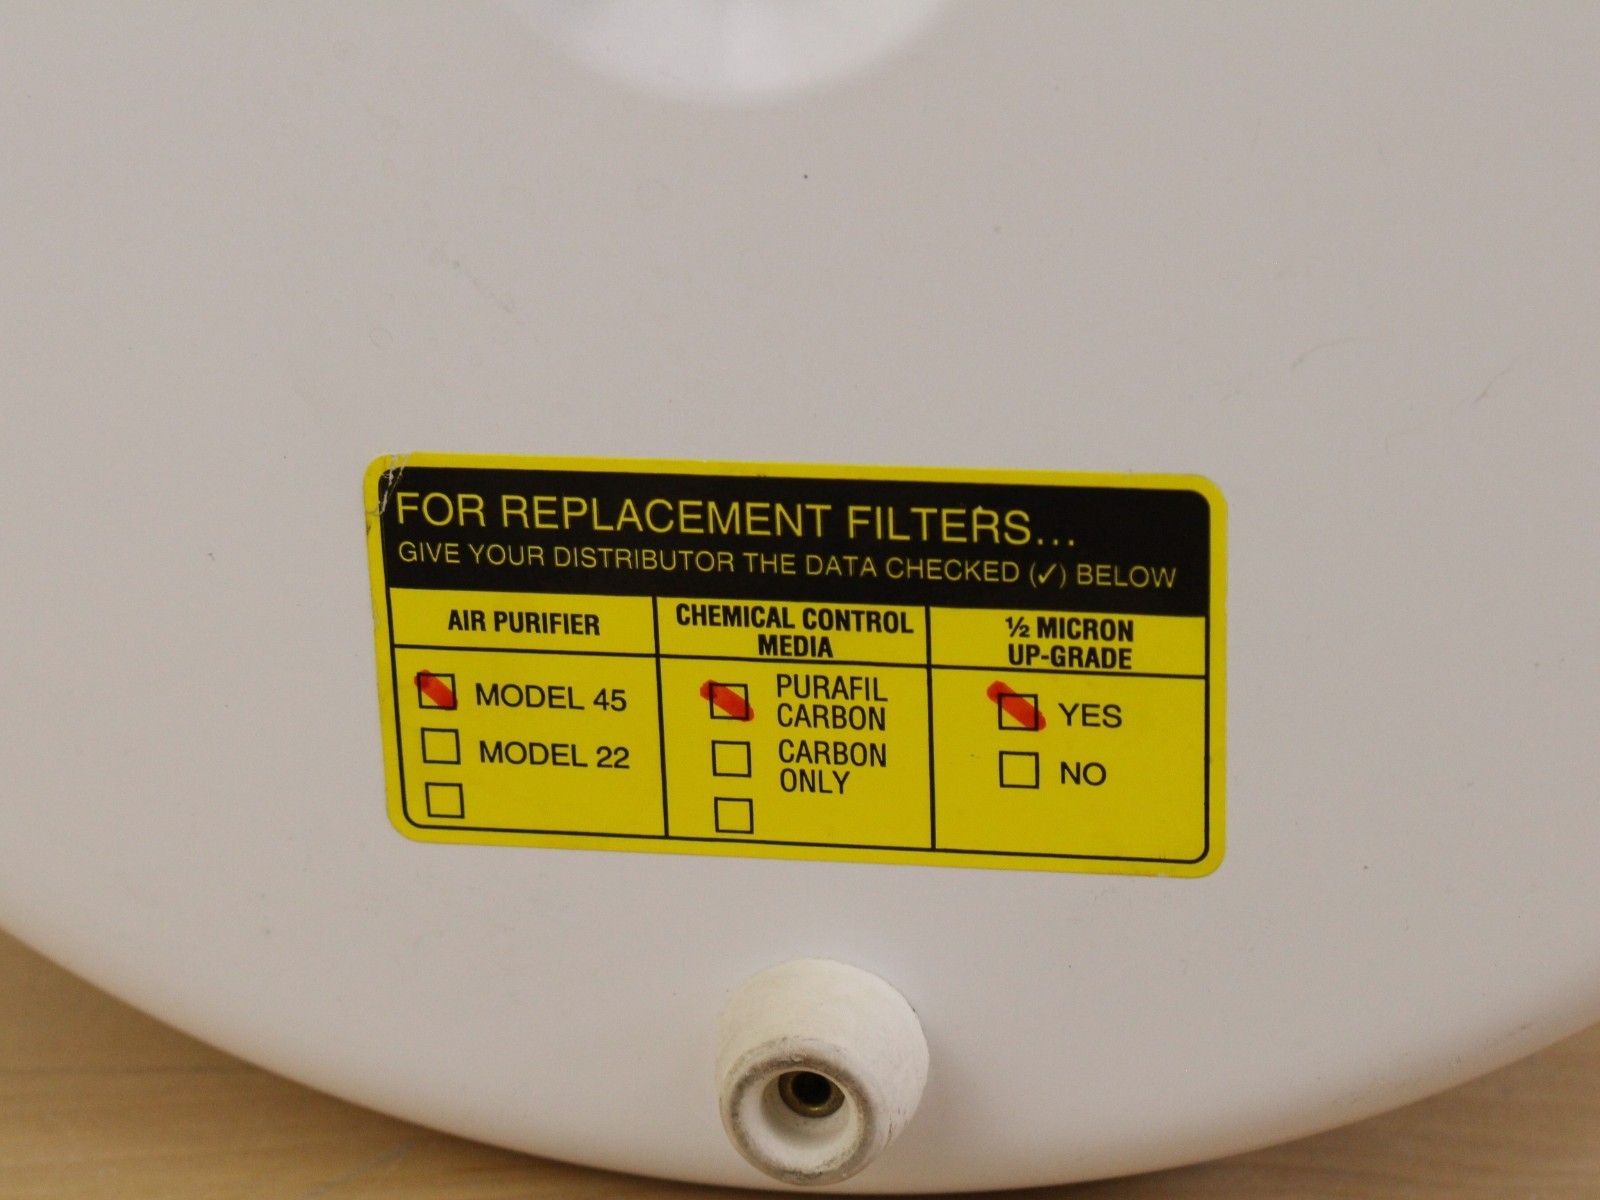 FOR REPLACEMENT FILTERS...
GIVE YOUR DISTRIBUTOR THE DATA CHECKED (✓) BELOW
AIR PURIFIER
MODEL 45
MODEL 22
CHEMICAL CONTROL
MEDIA
PURAFIL
CARBON
CARBON
ONLY
½ MICRON
UP-GRADE
YES
NO